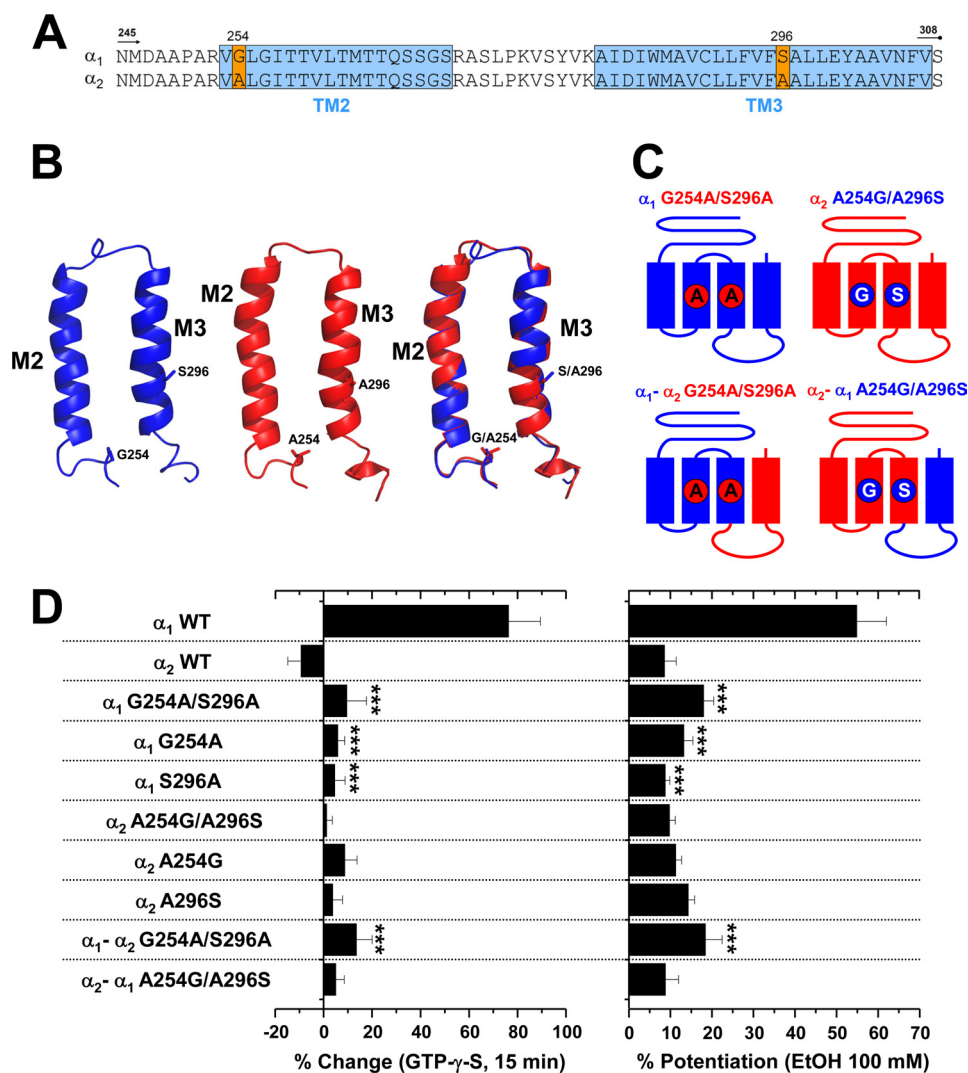 A
245 254 296 308
α1 NMDAAPARVGLGITTVLTMTTQSSGSRASLPKVSYVKAIDIWMAVCLLFVFSALLEYAAVNFVS
α2 NMDAAPARVALGITTVLTMTTQSSGSRASLPKVSYVKAIDIWMAVCLLFVFAALLEYAAVNFVS
TM2 TM3
B
M2
M3
S296
G254
M2
M3
A296
A254
M2
M3
S/A296
G/A254
C
α1 G254A/S296A
A A
α2 A254G/A296S
G S
α1- α2 G254A/S296A
A A
α2- α1 A254G/A296S
G S
D
α1 WT
α2 WT
α1 G254A/S296A *** ***
α1 G254A *** ***
α1 S296A *** ***
α2 A254G/A296S
α2 A254G
α2 A296S
α1- α2 G254A/S296A *** ***
α2- α1 A254G/A296S
-20 0 20 40 60 80 100
% Change (GTP-γ-S, 15 min)
0 10 20 30 40 50 60 70
% Potentiation (EtOH 100 mM)